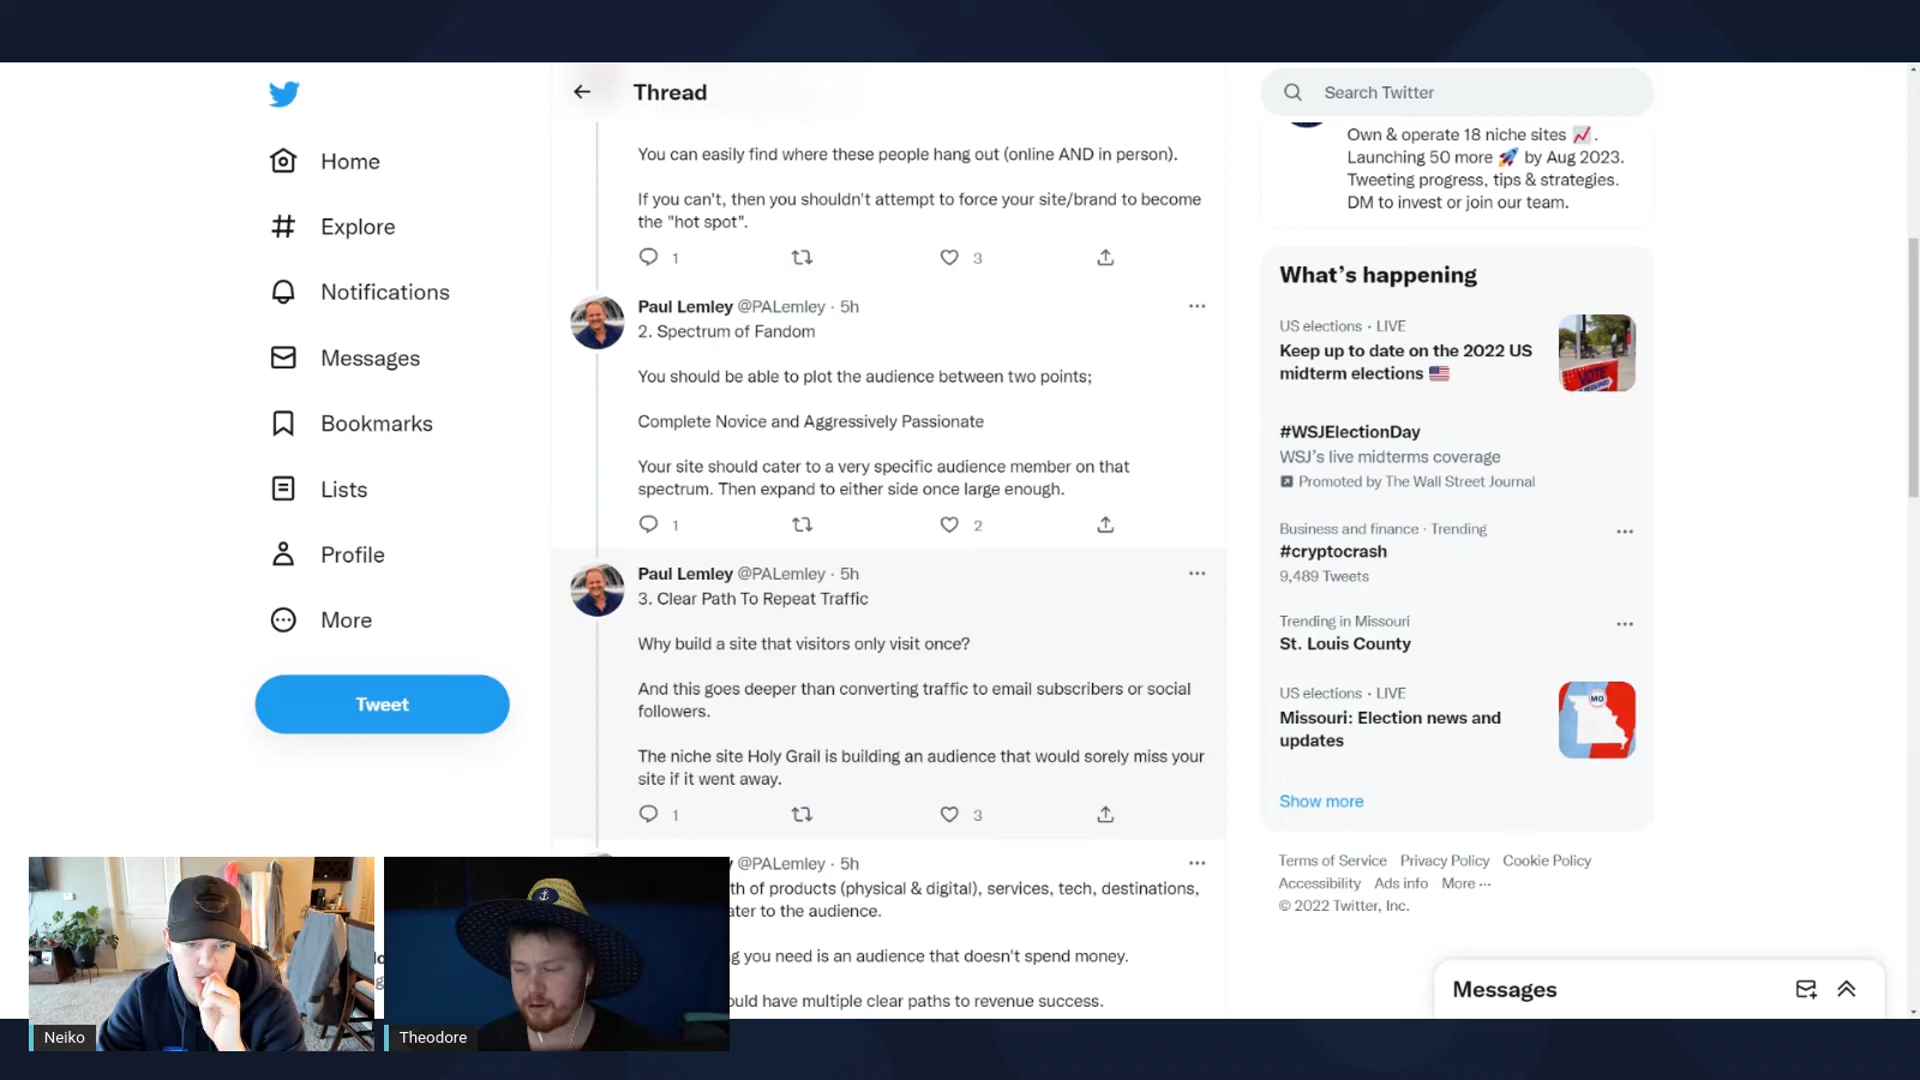 Thread
Search Twitter
Home
Explore
Notifications
Messages
Bookmarks
Lists
Profile
More
Tweet
You can easily find where these people hang out (online AND in person).
If you can't, then you shouldn't attempt to force your site/brand to become
the "hot spot".
1
3
Paul Lemley @PALemley · 5h
2. Spectrum of Fandom
You should be able to plot the audience between two points;
Complete Novice and Aggressively Passionate
Your site should cater to a very specific audience member on that
spectrum. Then expand to either side once large enough.
1
2
Paul Lemley @PALemley · 5h
3. Clear Path To Repeat Traffic
Why build a site that visitors only visit once?
And this goes deeper than converting traffic to email subscribers or social
followers.
The niche site Holy Grail is building an audience that would sorely miss your
site if it went away.
1
3
@PALemley · 5h
of products (physical & digital), services, tech, destinations,
to the audience.
you need is an audience that doesn't spend money.
have multiple clear paths to revenue success.
Own & operate 18 niche sites 📈.
Launching 50 more 🚀 by Aug 2023.
Tweeting progress, tips & strategies.
DM to invest or join our team.
What's happening
US elections · LIVE
Keep up to date on the 2022 US
midterm elections 🇺🇸
VOTE
#WSJElectionDay
WSJ's live midterms coverage
Promoted by The Wall Street Journal
Business and finance · Trending
#cryptocrash
9,489 Tweets
Trending in Missouri
St. Louis County
US elections · LIVE
Missouri: Election news and
updates
MO
Show more
Terms of Service Privacy Policy Cookie Policy
Accessibility Ads info More ···
© 2022 Twitter, Inc.
Messages
Neiko
Theodore